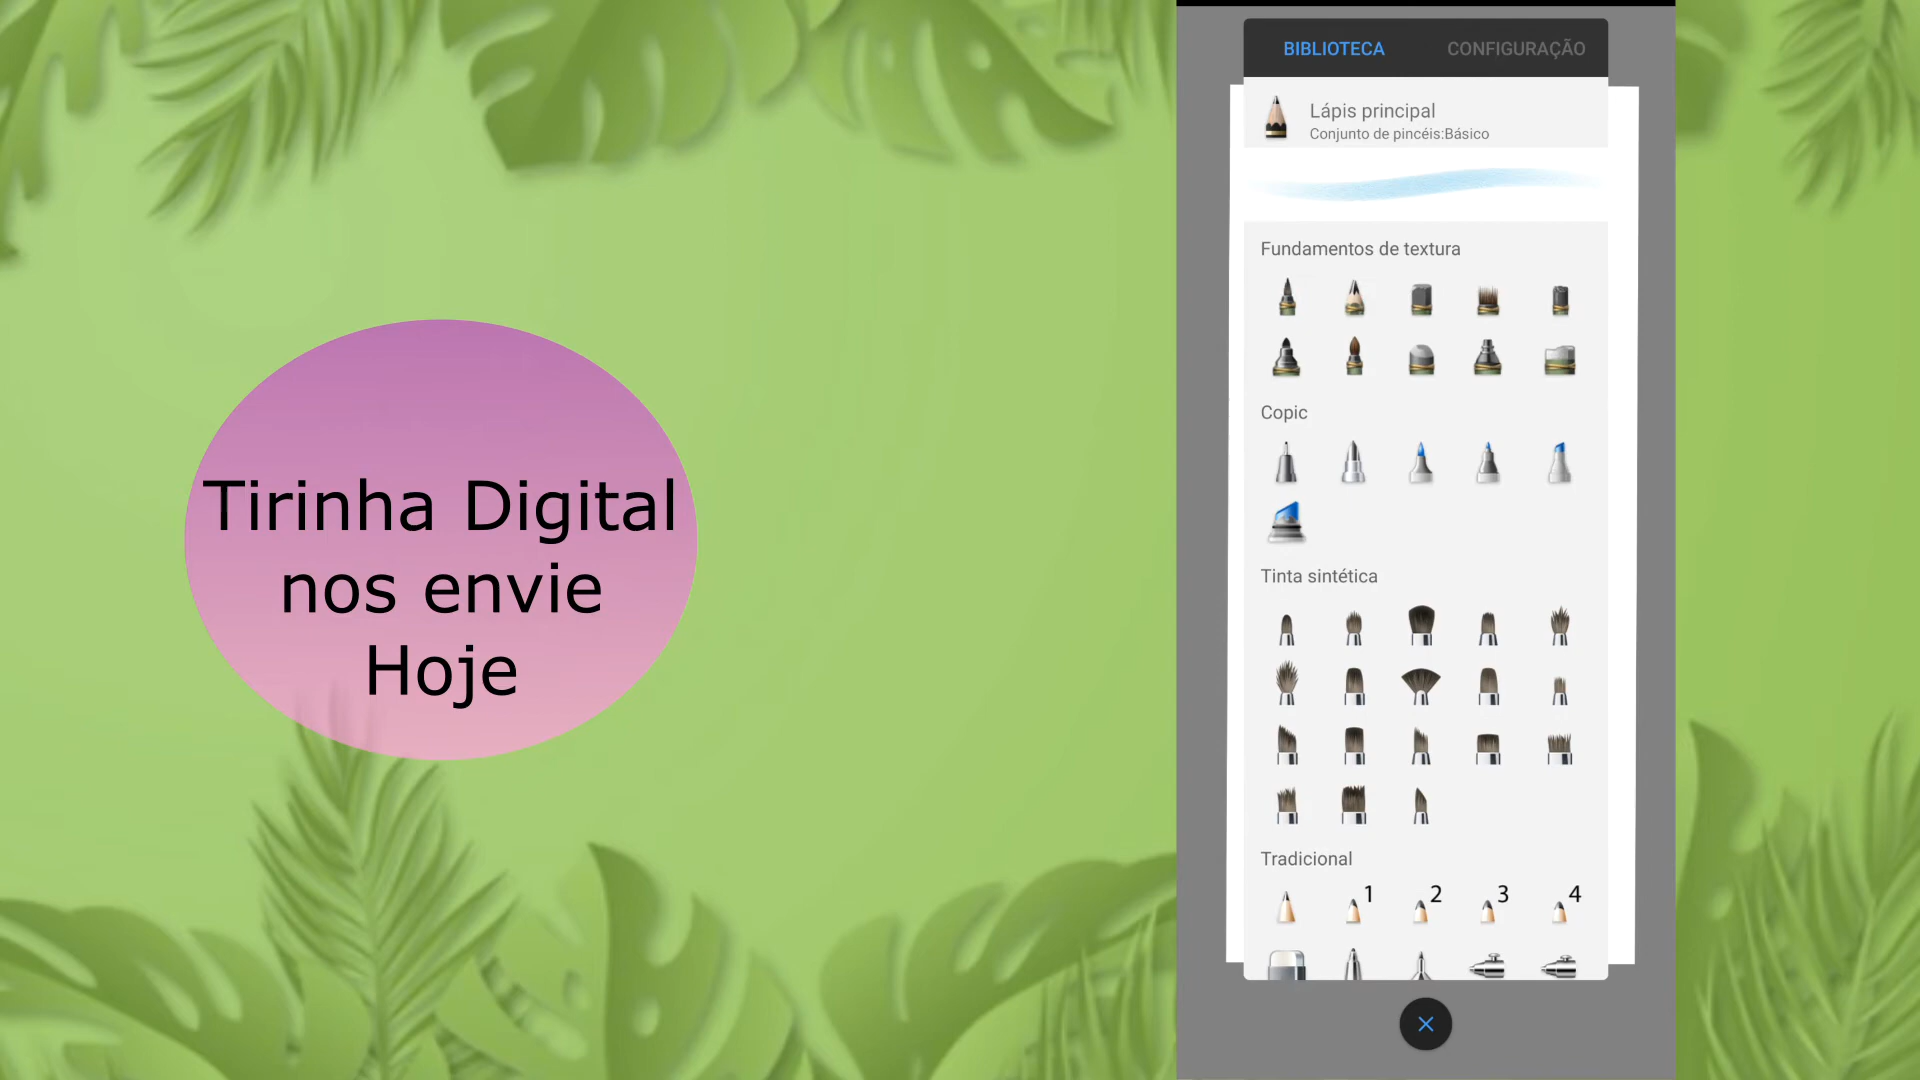 Tirinha Digital
nos envie
Hoje
BIBLIOTECA
CONFIGURAÇÃO
Lápis principal
Conjunto de pincéis:Básico
Fundamentos de textura
Copic
Tinta sintética
Tradicional
1 2 3 4